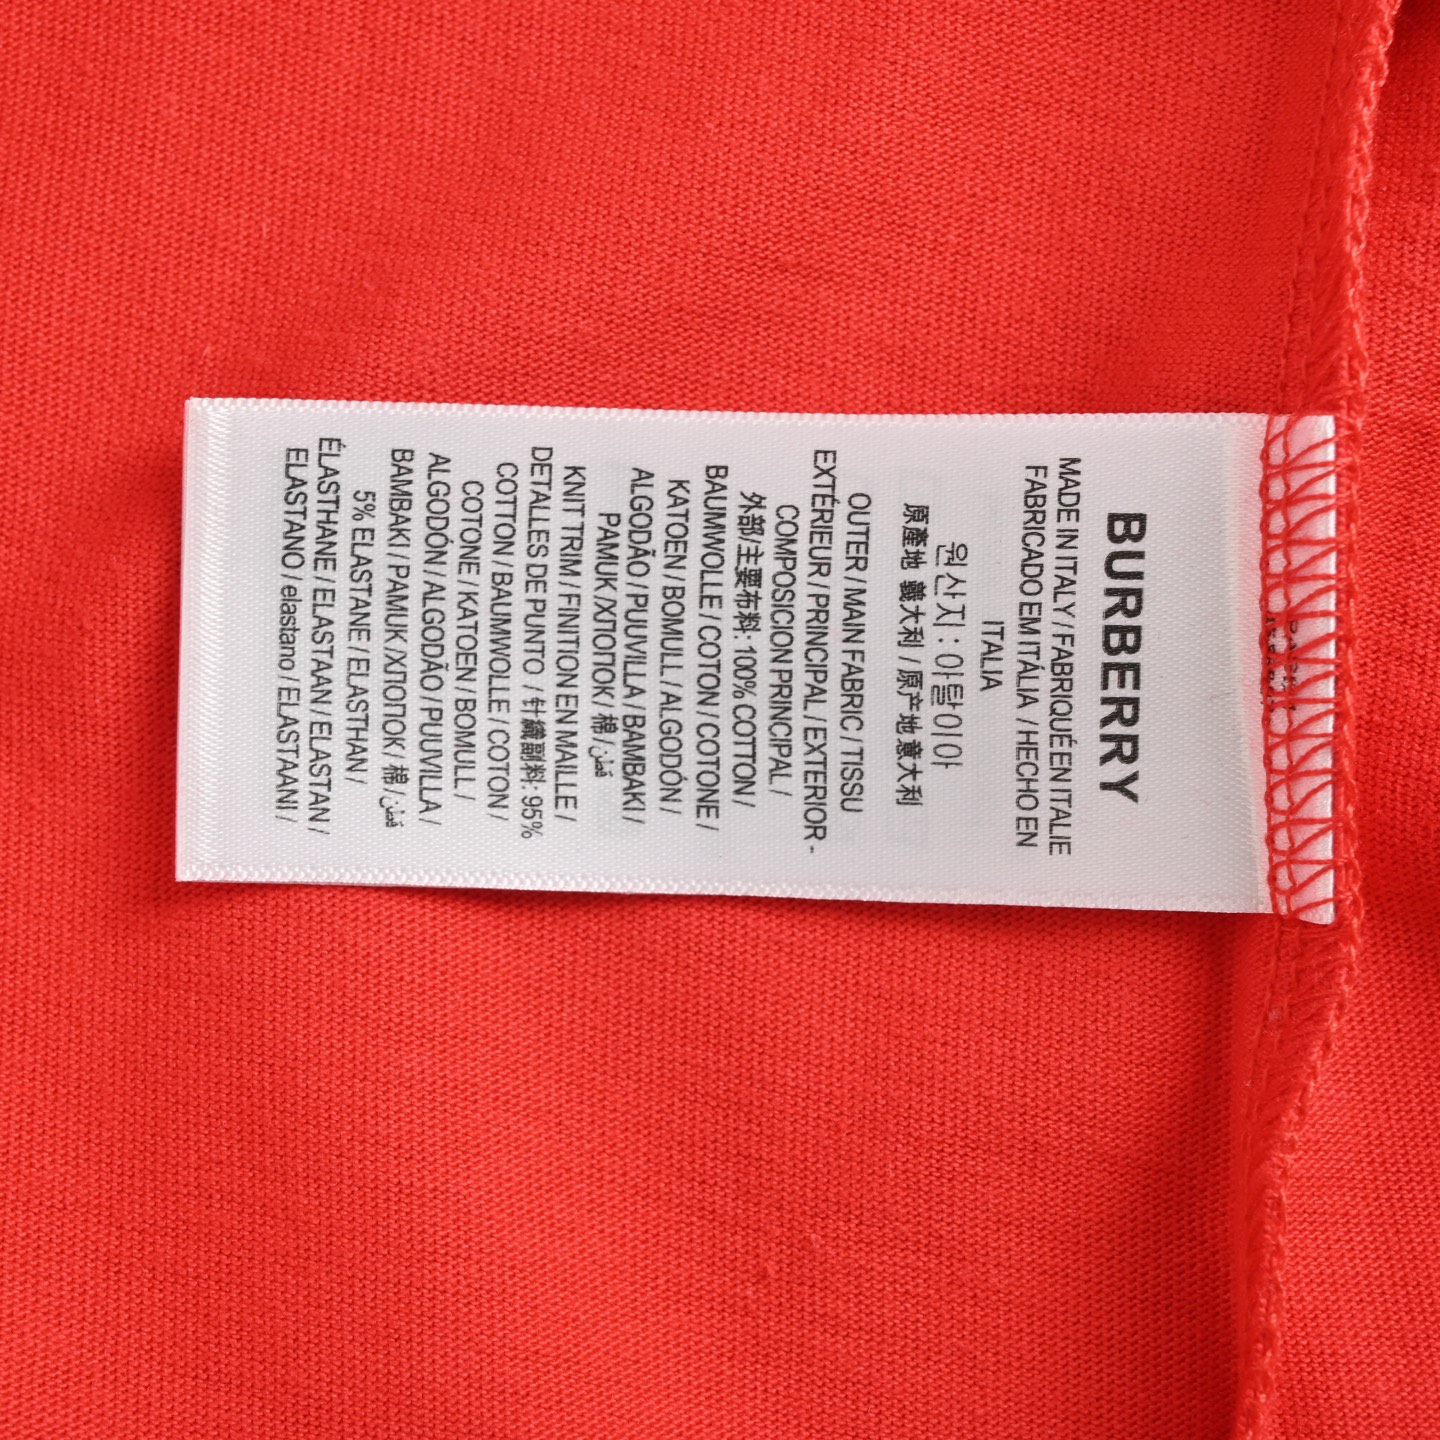 BURBERRY
MADE IN ITALY / FABRIQUÉ EN ITALIE
FABRICADO EM ITÁLIA / HECHO EN
ITALIA
원산지 : 이탈이아
原產地 義大利 / 原产地 意大利
OUTER / MAIN FABRIC / TISSU
EXTÉRIEUR / PRINCIPAL / EXTERIOR -
COMPOSICION PRINCIPAL /
外部/主要布料: 100% COTTON /
BAUMWOLLE / COTON / COTONE /
KATOEN / BOMULL / ALGODÓN /
ALGODÃO / PUUVILLA / BAMBAKI /
PAMUK /ХЛОПОК / 棉 / قطن
KNIT TRIM / FINITION EN MAILLE /
DETALLES DE PUNTO / 针織副料: 95%
COTTON / BAUMWOLLE / COTON /
COTONE / KATOEN / BOMULL /
ALGODÓN / ALGODÃO / PUUVILLA /
BAMBAKI / PAMUK /ХЛОПОК / 棉 / قطن
5% ELASTANE / ELASTHAN /
ÉLASTHANE / ELASTAAN / ELASTAN /
ELASTANO / elastano / ELASTAANI /